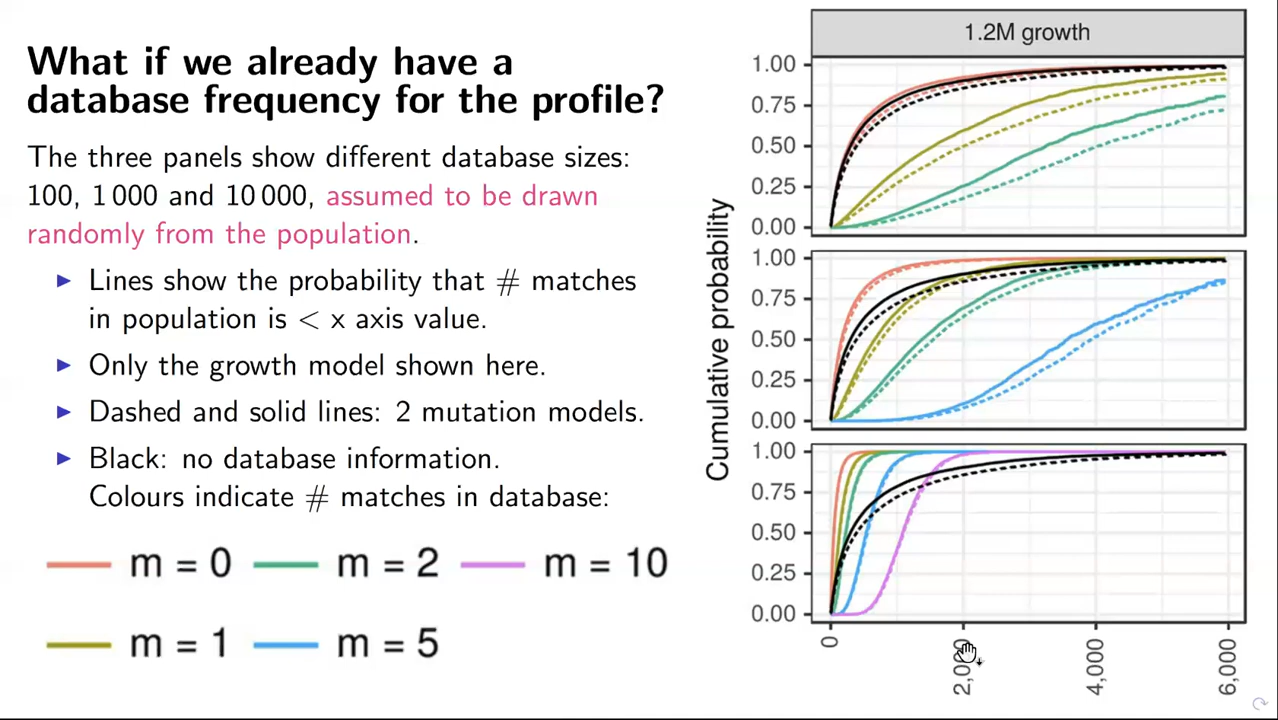 What if we already have a
database frequency for the profile?
The three panels show different database sizes:
100, 1 000 and 10 000, assumed to be drawn
randomly from the population.
► Lines show the probability that # matches
in population is < x axis value.
► Only the growth model shown here.
► Dashed and solid lines: 2 mutation models.
► Black: no database information.
Colours indicate # matches in database:
m = 0 m = 2 m = 10
m = 1 m = 5
1.2M growth
Cumulative probability
1.00
0.75
0.50
0.25
0.00
1.00
0.75
0.50
0.25
0.00
1.00
0.75
0.50
0.25
0.00
0
4,000
6,000